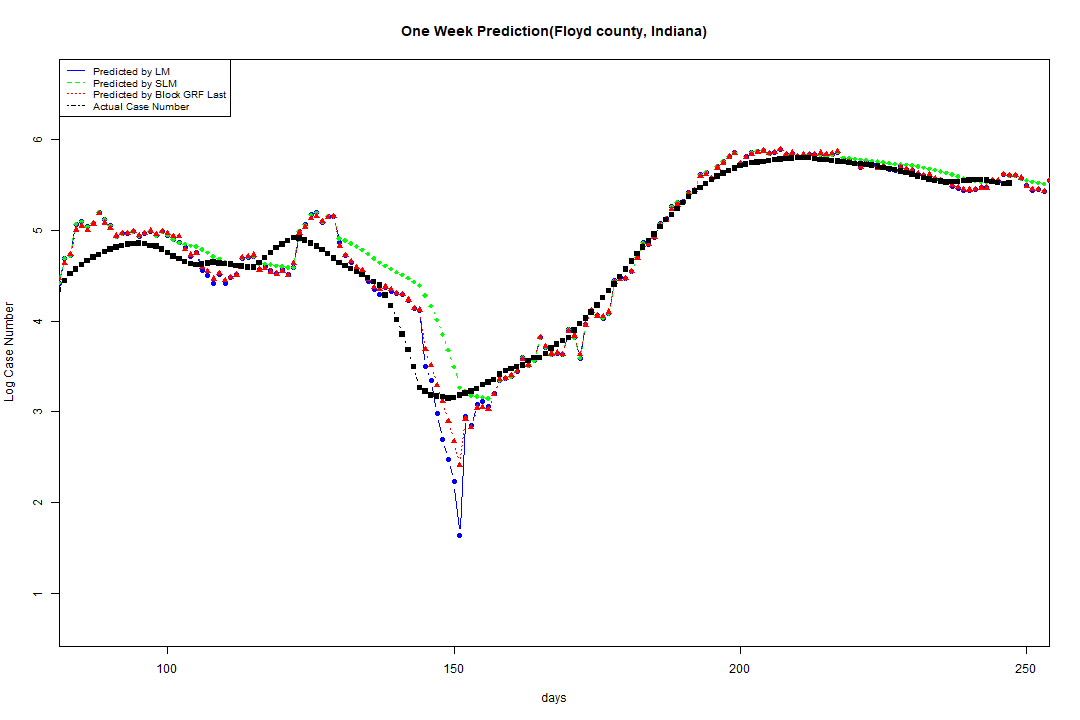 One Week Prediction(Floyd county, Indiana)
Predicted by LM
Predicted by SLM
Predicted by Block GRF Last
Actual Case Number
Log Case Number
6
5
4
3
2
1
100
150
200
250
days